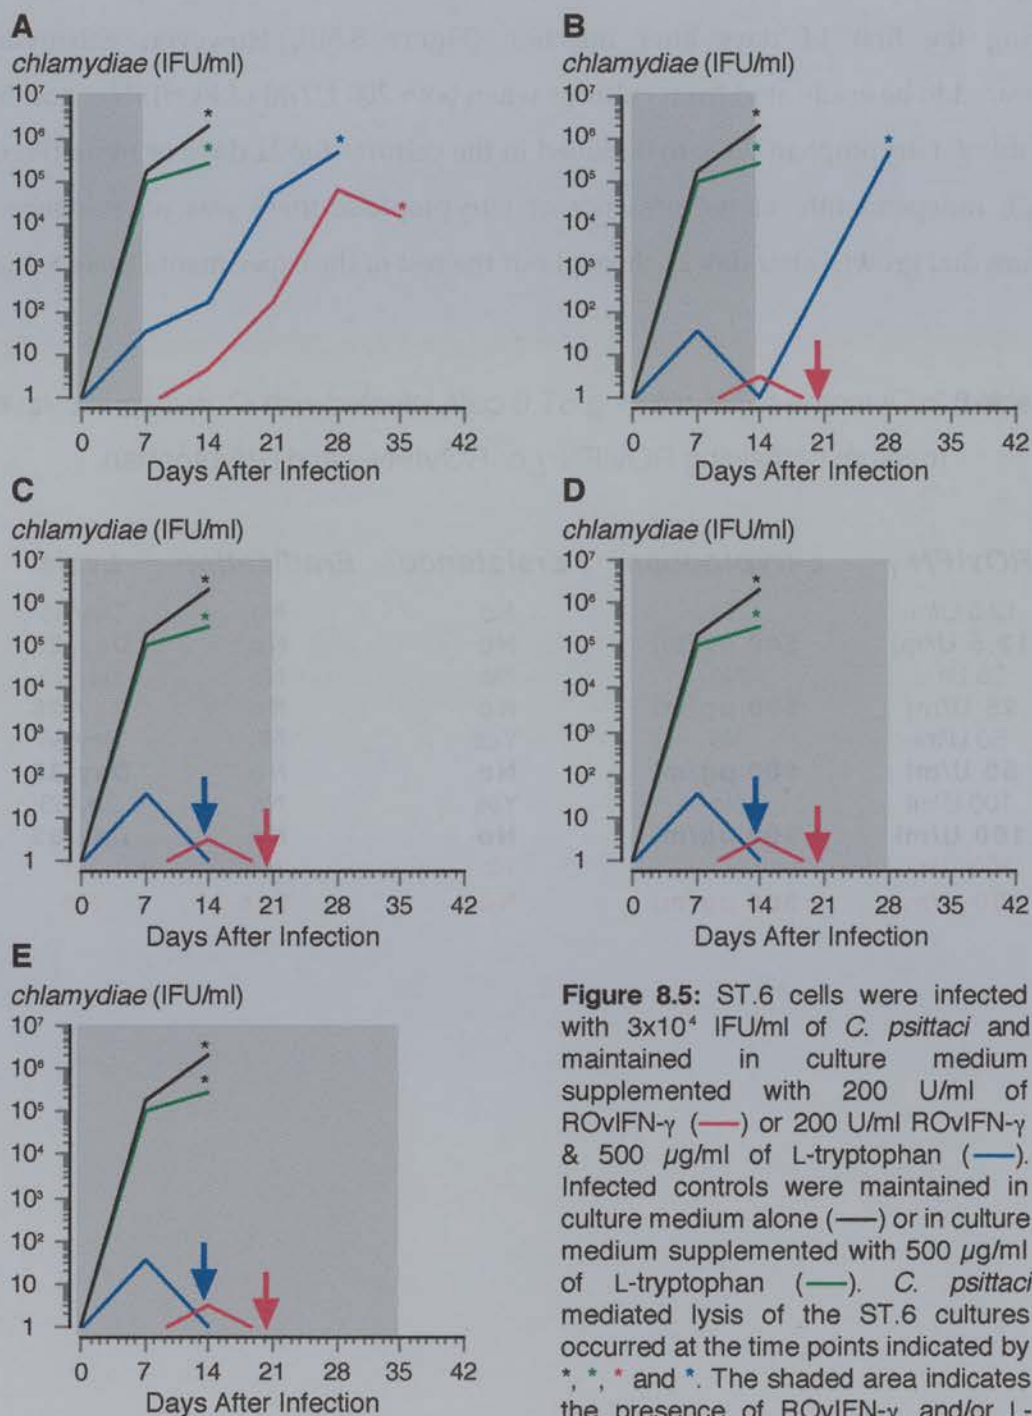 A
chlamydiae (IFU/ml)
10⁷
10⁶
10⁵
10⁴
10³
10²
10
1
0 7 14 21 28 35 42
Days After Infection
* * * *
B
chlamydiae (IFU/ml)
10⁷
10⁶
10⁵
10⁴
10³
10²
10
1
0 7 14 21 28 35 42
Days After Infection
* * *
C
chlamydiae (IFU/ml)
10⁷
10⁶
10⁵
10⁴
10³
10²
10
1
0 7 14 21 28 35 42
Days After Infection
* *
D
chlamydiae (IFU/ml)
10⁷
10⁶
10⁵
10⁴
10³
10²
10
1
0 7 14 21 28 35 42
Days After Infection
* *
E
chlamydiae (IFU/ml)
10⁷
10⁶
10⁵
10⁴
10³
10²
10
1
0 7 14 21 28 35 42
Days After Infection
* *
Figure 8.5: ST.6 cells were infected
with 3x10⁴ IFU/ml of C. psittaci and
maintained in culture medium
supplemented with 200 U/ml of
ROvIFN-γ (—) or 200 U/ml ROvIFN-γ
& 500 µg/ml of L-tryptophan (—).
Infected controls were maintained in
culture medium alone (—) or in culture
medium supplemented with 500 µg/ml
of L-tryptophan (—). C. psittaci
mediated lysis of the ST.6 cultures
occurred at the time points indicated by
*, *, * and *. The shaded area indicates
the presence of ROvIFN-γ and/or L-